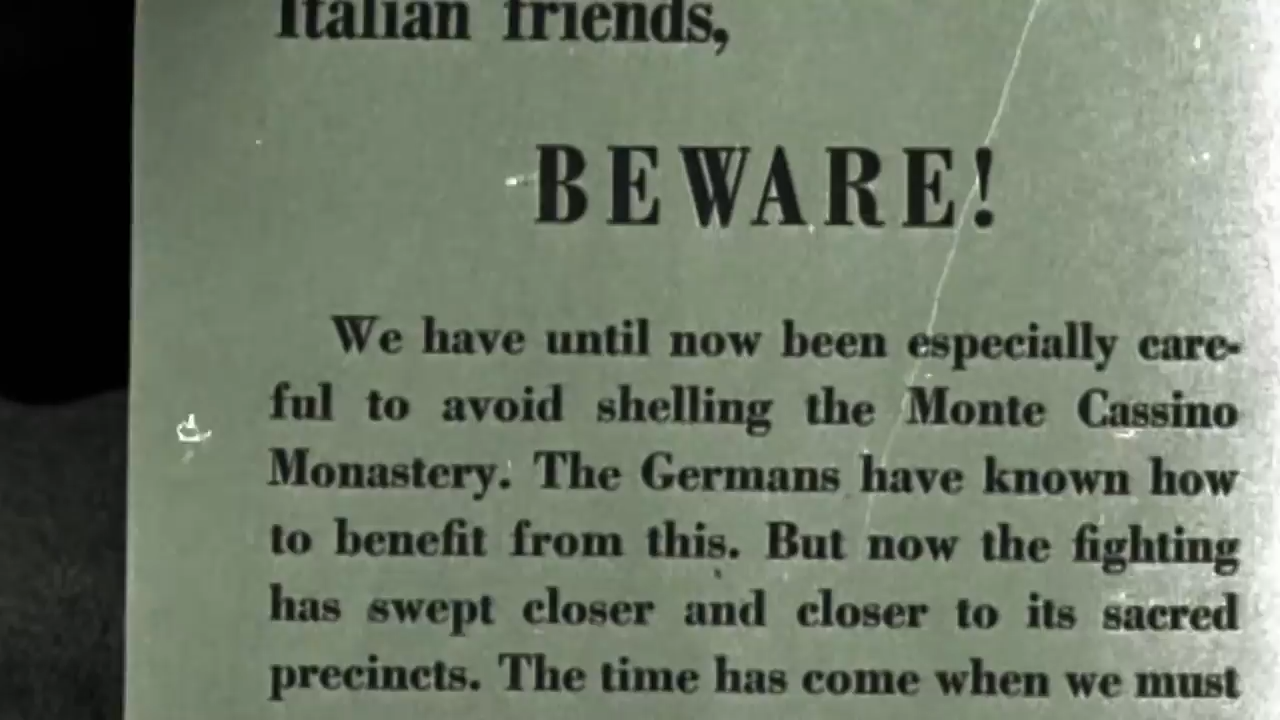 Italian friends,
BEWARE!
We have until now been especially care-
ful to avoid shelling the Monte Cassino
Monastery. The Germans have known how
to benefit from this. But now the fighting
has swept closer and closer to its sacred
precincts. The time has come when we must